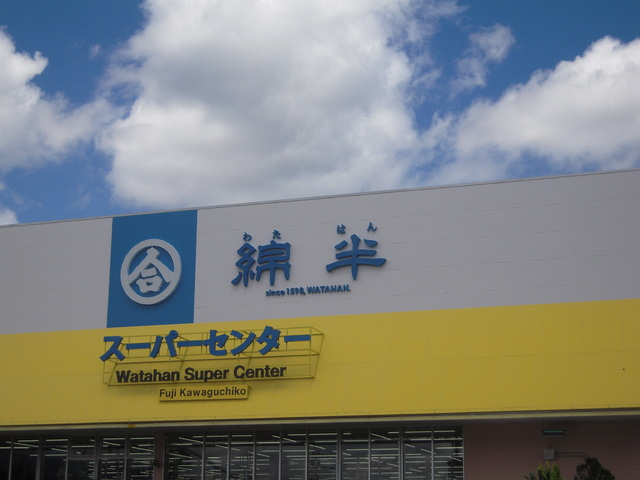 合
わた はん
綿半
since 1598, WATAHAN.
スーパーセンター
Watahan Super Center
Fuji Kawaguchiko